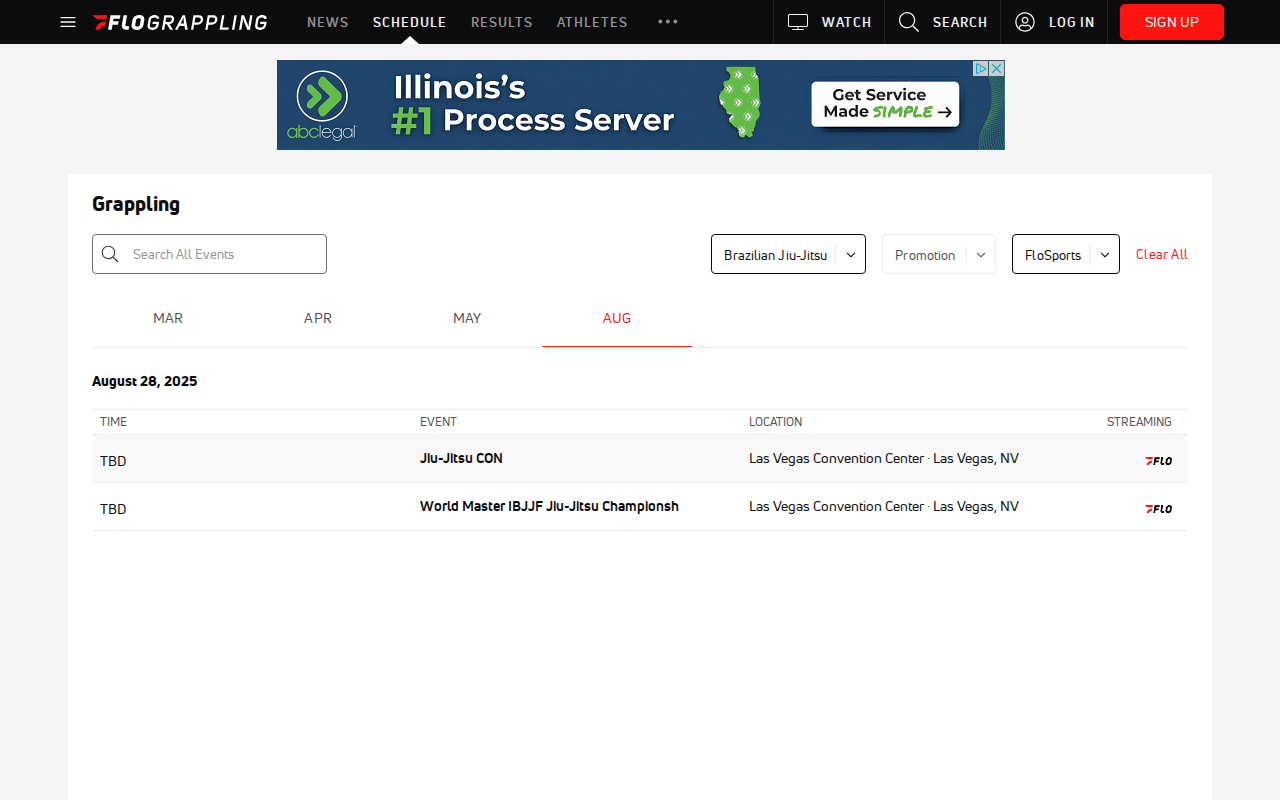 FLOGRAPPLING NEWS SCHEDULE RESULTS ATHLETES ••• WATCH SEARCH LOG IN SIGN UP
abclegal Illinois's #1 Process Server Get Service Made SIMPLE →
Grappling
Search All Events Brazilian Jiu-Jitsu Promotion FloSports Clear All
MAR APR MAY AUG
August 28, 2025
TIME EVENT LOCATION STREAMING
TBD Jiu-Jitsu CON Las Vegas Convention Center · Las Vegas, NV FLO
TBD World Master IBJJF Jiu-Jitsu Championsh Las Vegas Convention Center · Las Vegas, NV FLO